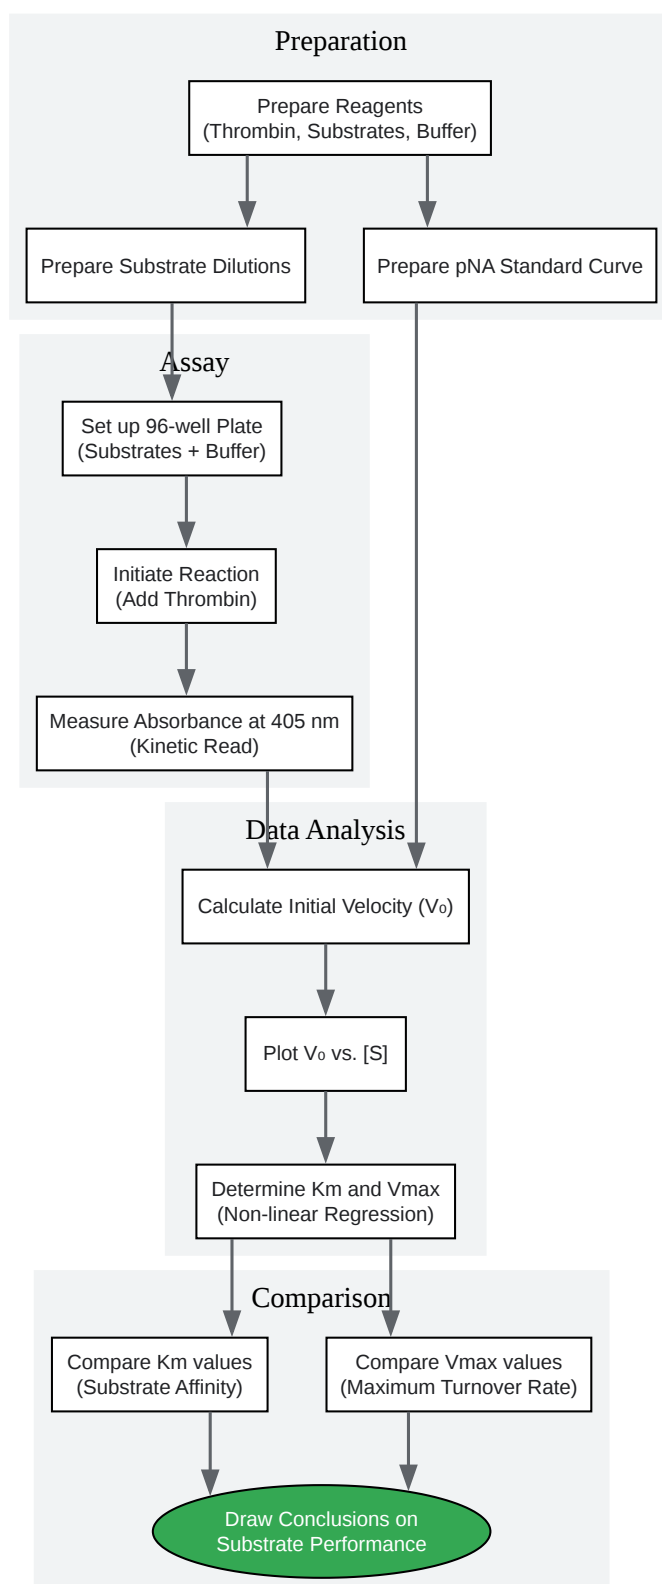 Preparation
Prepare Reagents
(Thrombin, Substrates, Buffer)
Prepare Substrate Dilutions
Prepare pNA Standard Curve
Assay
Set up 96-well Plate
(Substrates + Buffer)
Initiate Reaction
(Add Thrombin)
Measure Absorbance at 405 nm
(Kinetic Read)
Data Analysis
Calculate Initial Velocity (V₀)
Plot V₀ vs. [S]
Determine Km and Vmax
(Non-linear Regression)
Comparison
Compare Km values
(Substrate Affinity)
Compare Vmax values
(Maximum Turnover Rate)
Draw Conclusions on
Substrate Performance